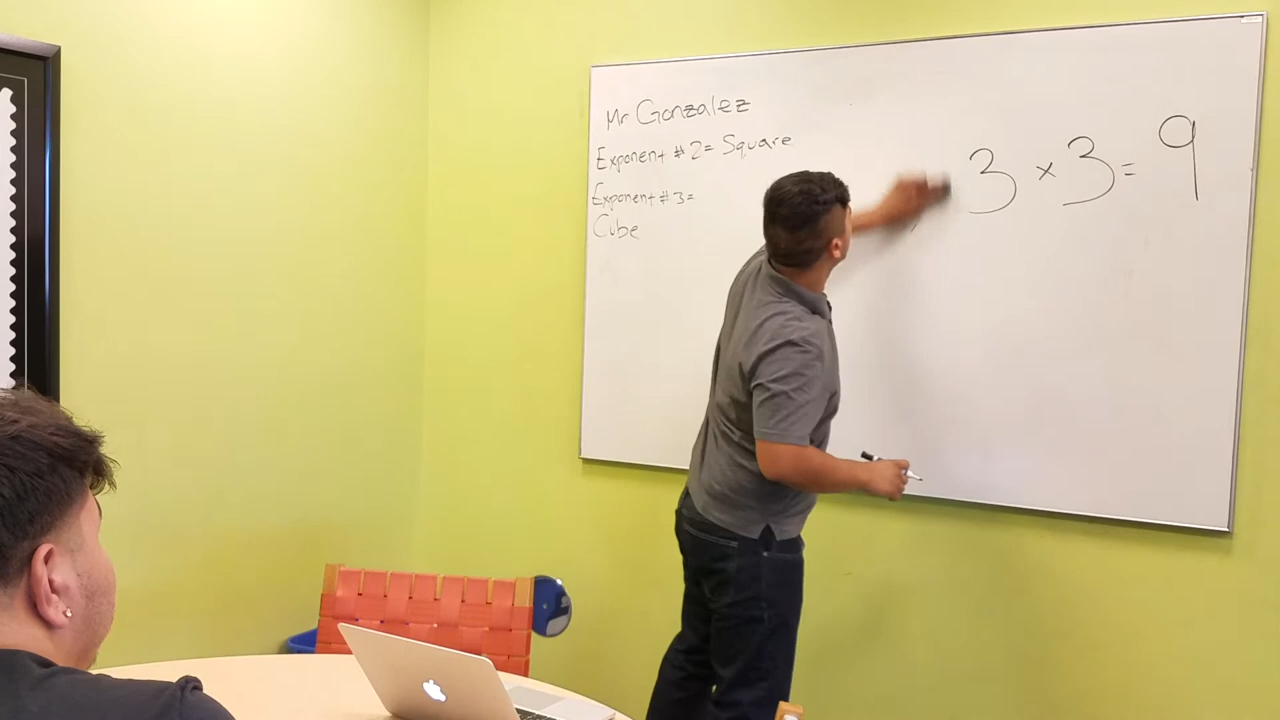 Mr Gonzalez
Exponent #2= Square
Exponent #3=
Cube
3 × 3 = 9